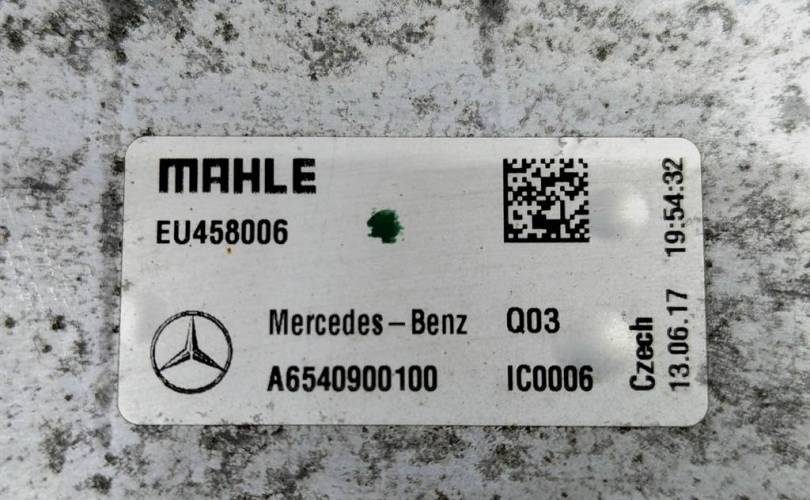 MAHLE
EU458006
Mercedes-Benz Q03
A6540900100 IC0006
Czech
13.06.17 19:54:32